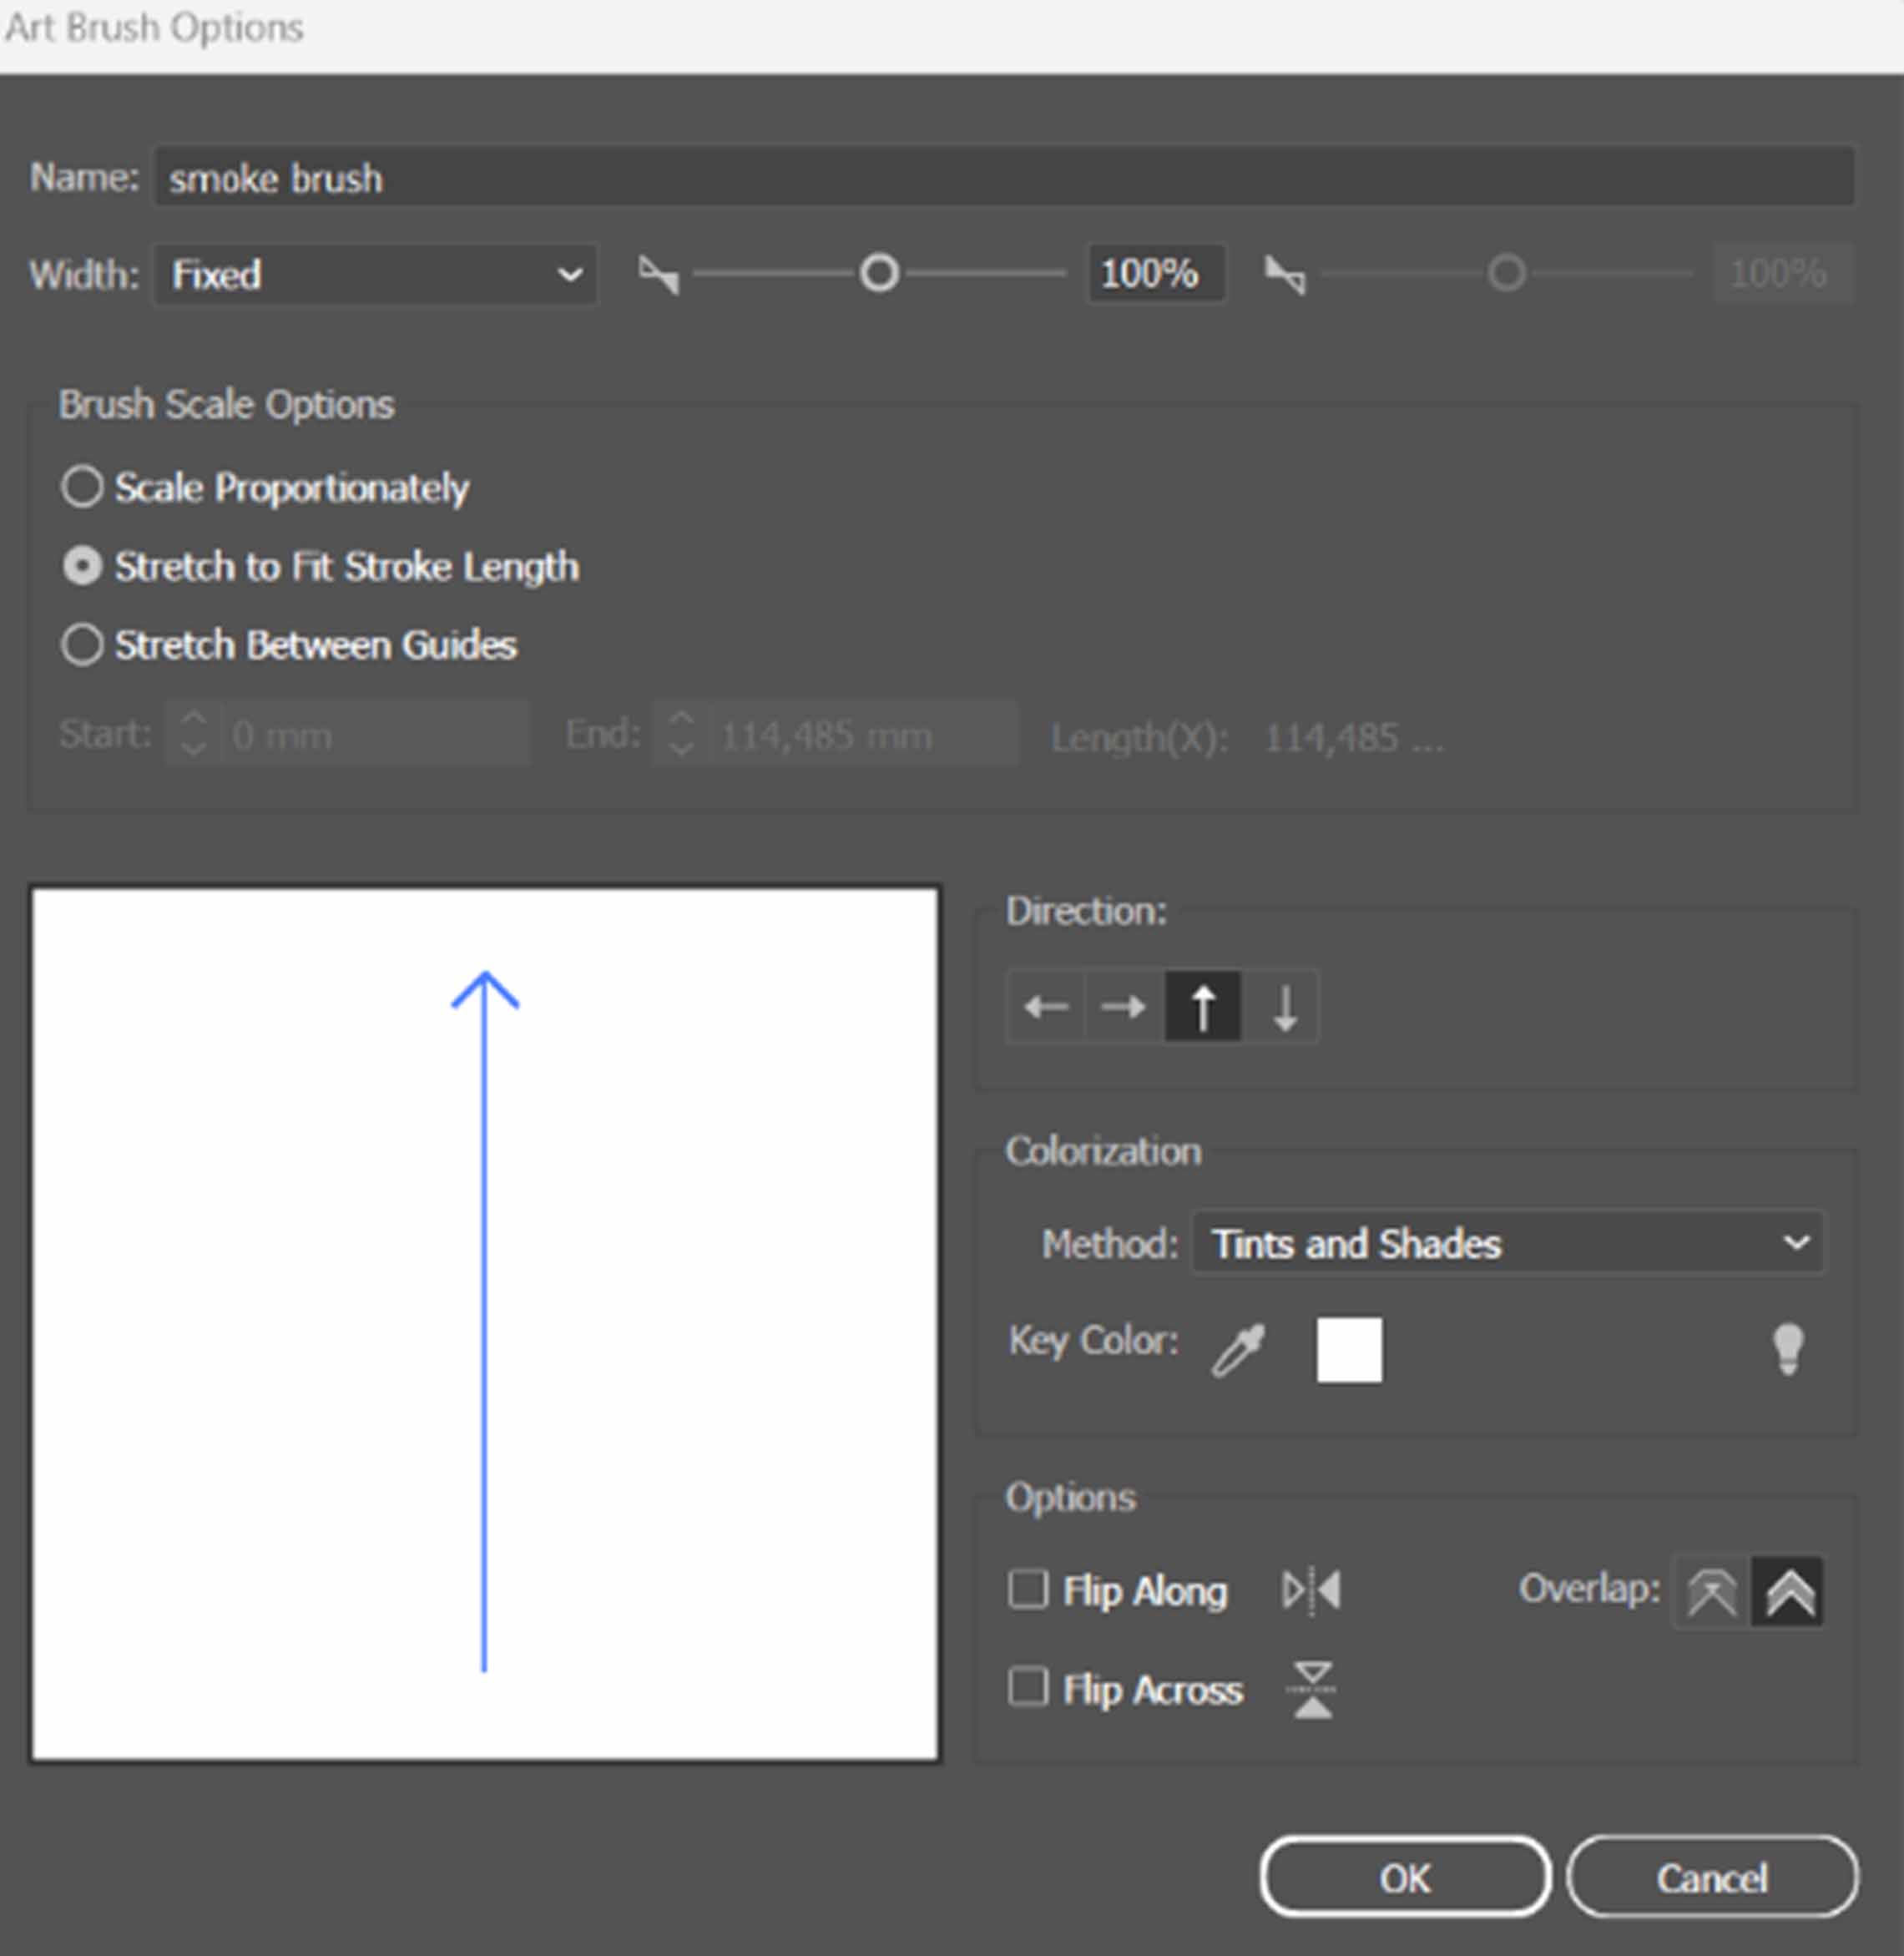 Art Brush Options
Name: smoke brush
Width: Fixed 100% 100%
Brush Scale Options
Scale Proportionately
Stretch to Fit Stroke Length
Stretch Between Guides
Start: 0 mm End: 114,485 mm Length(X): 114,485 ...
Direction:
Colorization
Method: Tints and Shades
Key Color:
Options
Flip Along Overlap:
Flip Across
OK Cancel